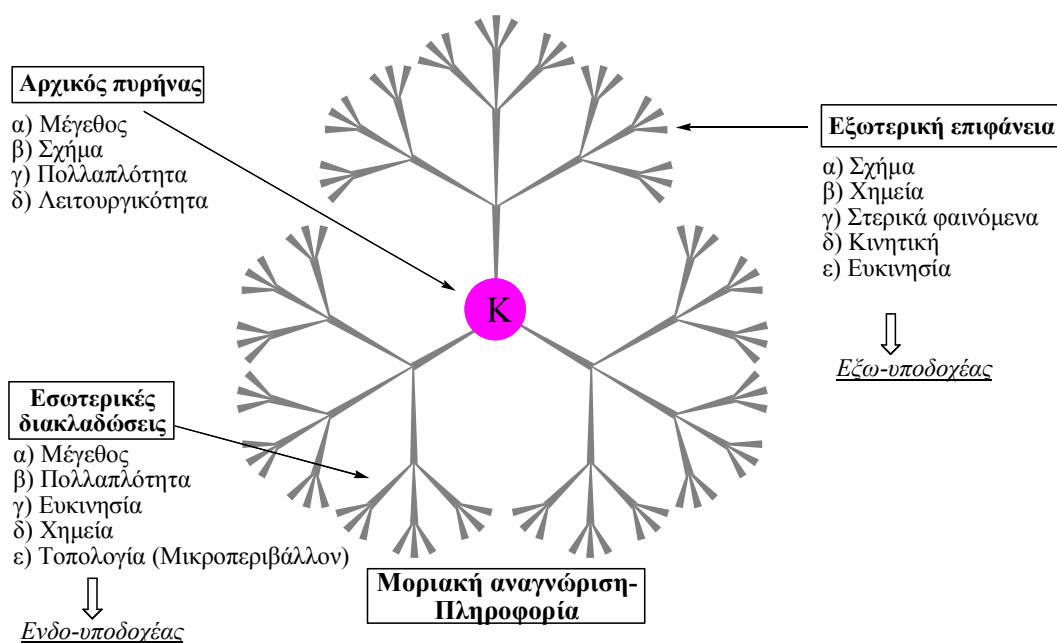 Αρχικός πυρήνας
α) Μέγεθος
β) Σχήμα
γ) Πολλαπλότητα
δ) Λειτουργικότητα
Εξωτερική επιφάνεια
α) Σχήμα
β) Χημεία
γ) Στερικά φαινόμενα
δ) Κινητική
ε) Ευκινησία
Εξω-υποδοχέας
K
Εσωτερικές
διακλαδώσεις
α) Μέγεθος
β) Πολλαπλότητα
γ) Ευκινησία
δ) Χημεία
ε) Τοπολογία (Μικροπεριβάλλον)
Ενδο-υποδοχέας
Μοριακή αναγνώριση-
Πληροφορία